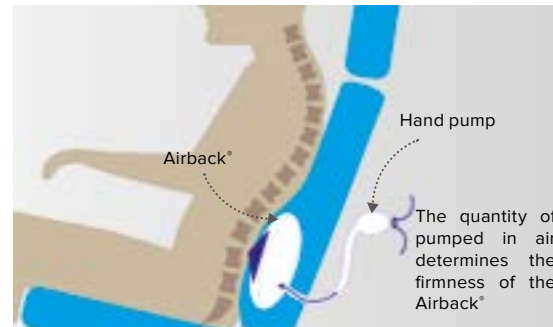 Hand pump
Airback®
The quantity of
pumped in air
determines the
firmness of the
Airback®